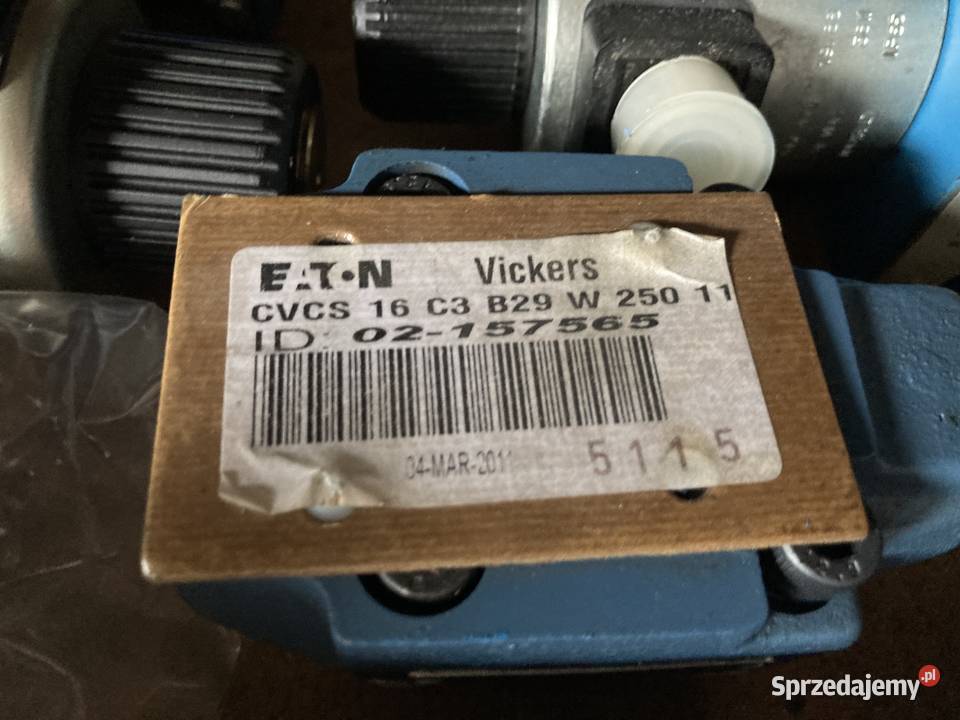 EATON Vickers
CVCS 16 C3 B29 W 250 11
ID: 02-157565
04-MAR-2011 5115
Sprzedajemy.pl